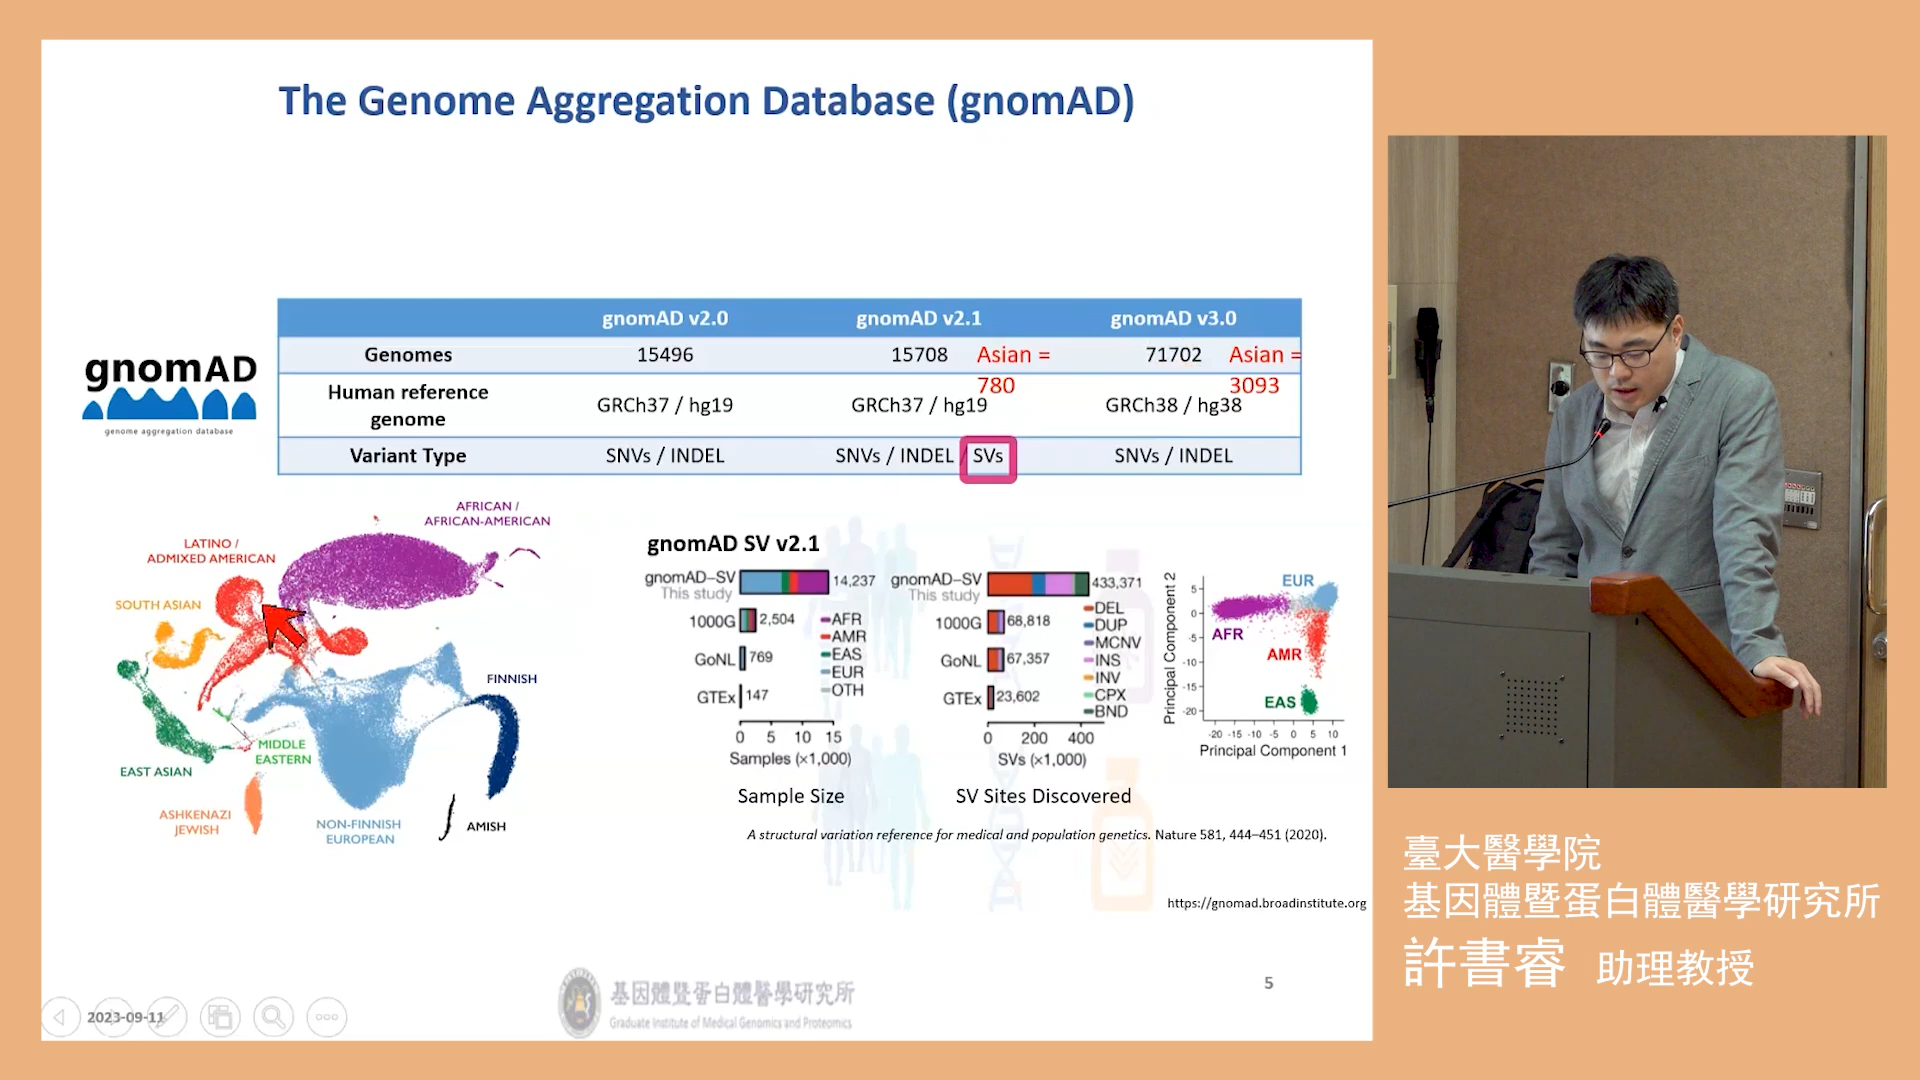 The Genome Aggregation Database (gnomAD)
gnomAD
genome aggregation database
gnomAD v2.0 gnomAD v2.1 gnomAD v3.0
Genomes 15496 15708 Asian = 780 71702 Asian = 3093
Human reference genome GRCh37 / hg19 GRCh37 / hg19 GRCh38 / hg38
Variant Type SNVs / INDEL SNVs / INDEL / SVs SNVs / INDEL
AFRICAN /
AFRICAN-AMERICAN
LATINO /
ADMIXED AMERICAN
SOUTH ASIAN
FINNISH
MIDDLE
EASTERN
EAST ASIAN
ASHKENAZI
JEWISH
NON-FINNISH
EUROPEAN
AMISH
gnomAD SV v2.1
gnomAD–SV 14,237
This study
1000G 2,504
GoNL 769
GTEx 147
AFR
AMR
EAS
EUR
OTH
0 5 10 15
Samples (×1,000)
Sample Size
gnomAD–SV 433,371
This study
1000G 68,818
GoNL 67,357
GTEx 23,602
DEL
DUP
MCNV
INS
INV
CPX
BND
0 200 400
SVs (×1,000)
SV Sites Discovered
Principal Component 2
5
0
-5
-10
-15
-20
EUR
AFR
AMR
EAS
-20 -15 -10 -5 0 5 10
Principal Component 1
A structural variation reference for medical and population genetics. Nature 581, 444–451 (2020).
https://gnomad.broadinstitute.org
2023-09-11
基因體暨蛋白體醫學研究所
Graduate Institute of Medical Genomics and Proteomics
5
臺大醫學院
基因體暨蛋白體醫學研究所
許書睿 助理教授